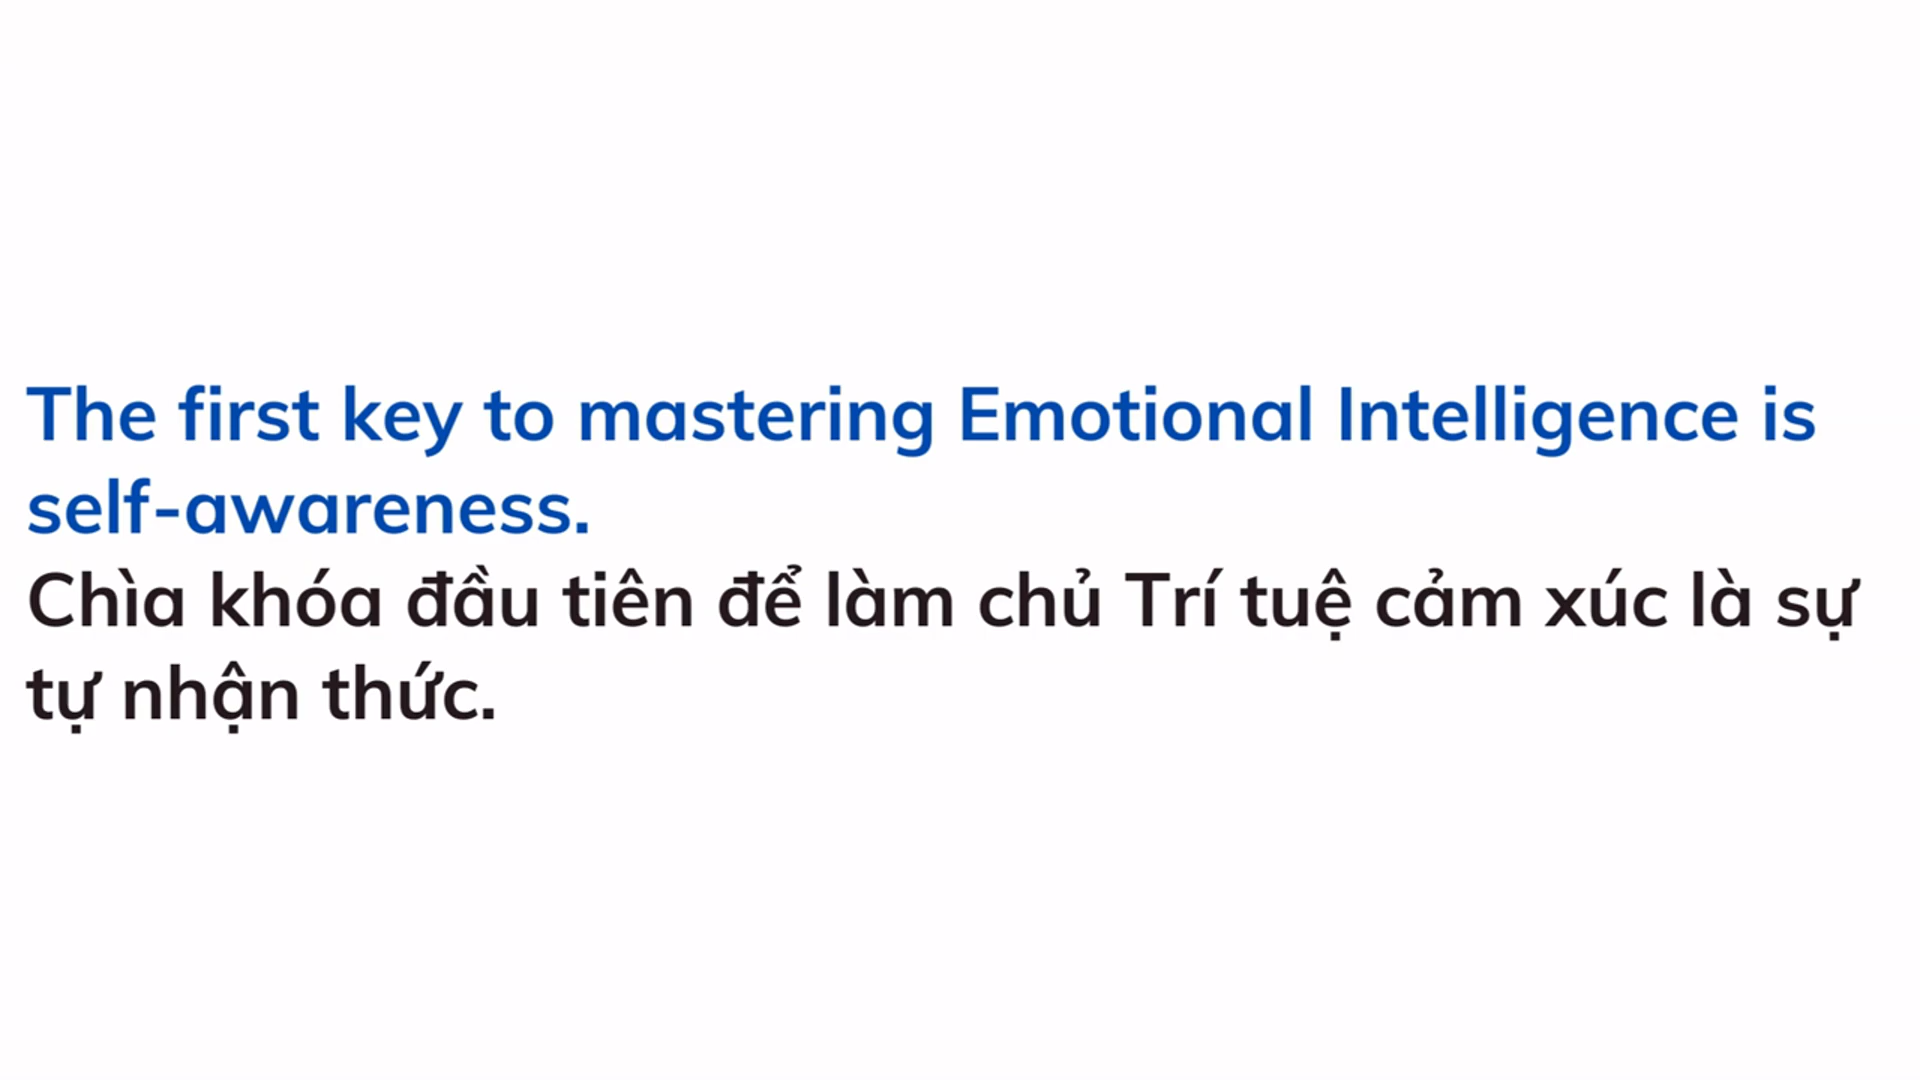 The first key to mastering Emotional Intelligence is
self-awareness.
Chìa khóa đầu tiên để làm chủ Trí tuệ cảm xúc là sự
tự nhận thức.